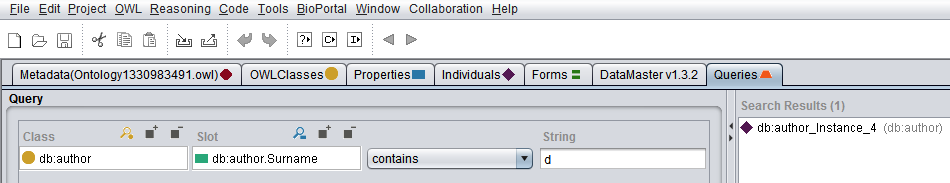 File Edit Project OWL Reasoning Code Tools BioPortal Window Collaboration Help
Metadata(Ontology1330983491.owl) OWLClasses Properties Individuals Forms DataMaster v1.3.2 Queries
Query
Search Results (1)
Class Slot String
db:author_Instance_4 (db:author)
db:author db:author.Surname contains d